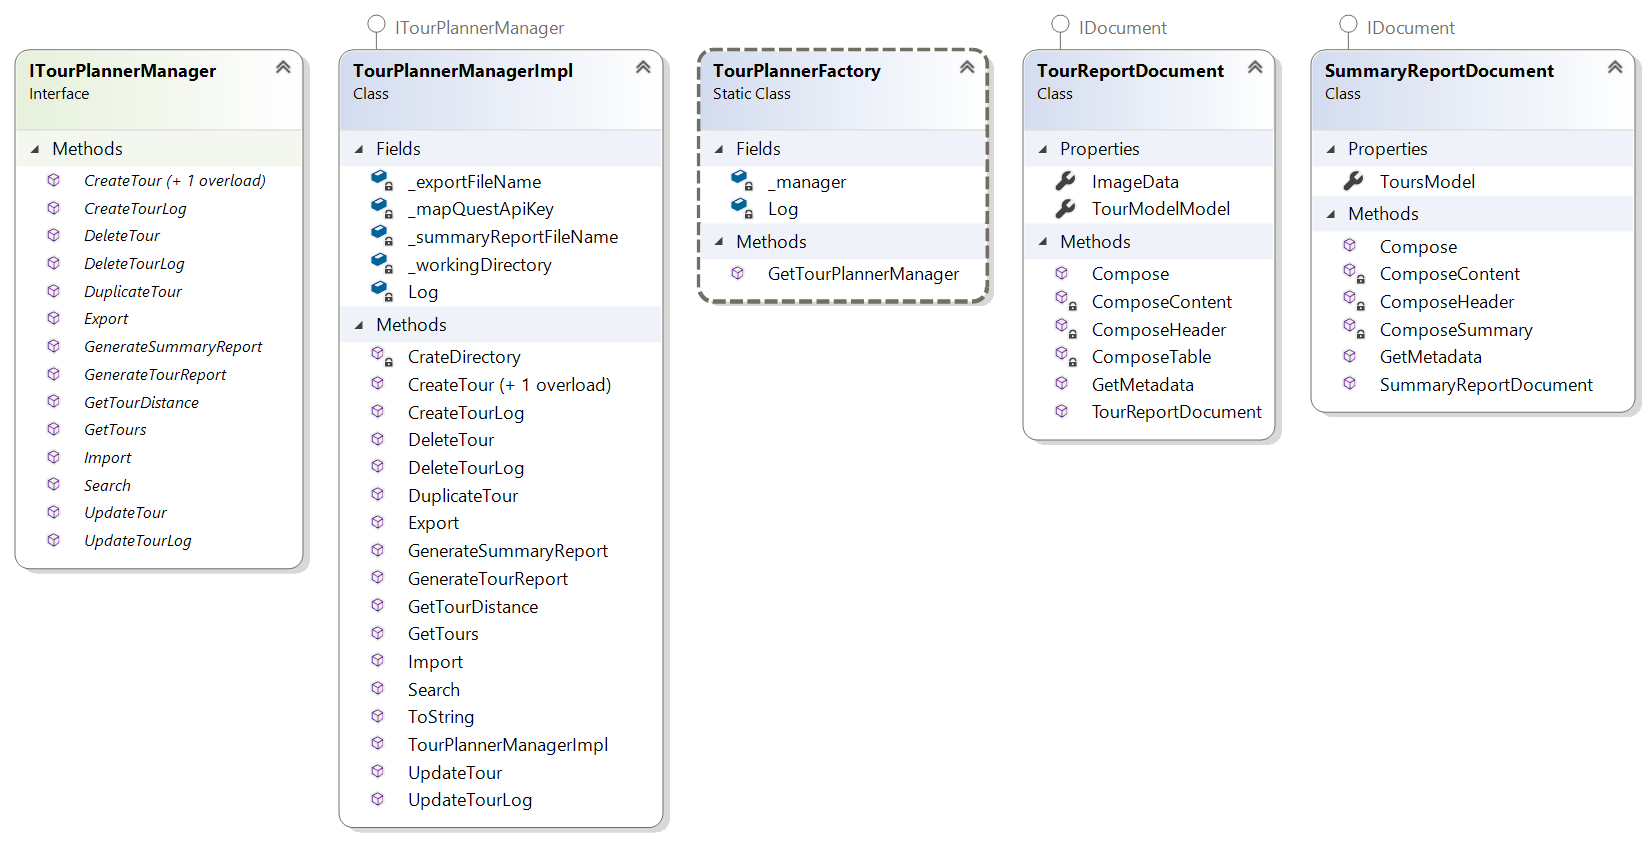 ITourPlannerManager
Interface
Methods
CreateTour (+ 1 overload)
CreateTourLog
DeleteTour
DeleteTourLog
DuplicateTour
Export
GenerateSummaryReport
GenerateTourReport
GetTourDistance
GetTours
Import
Search
UpdateTour
UpdateTourLog
ITourPlannerManager
TourPlannerManagerImpl
Class
Fields
_exportFileName
_mapQuestApiKey
_summaryReportFileName
_workingDirectory
Log
Methods
CrateDirectory
CreateTour (+ 1 overload)
CreateTourLog
DeleteTour
DeleteTourLog
DuplicateTour
Export
GenerateSummaryReport
GenerateTourReport
GetTourDistance
GetTours
Import
Search
ToString
TourPlannerManagerImpl
UpdateTour
UpdateTourLog
TourPlannerFactory
Static Class
Fields
_manager
Log
Methods
GetTourPlannerManager
IDocument
TourReportDocument
Class
Properties
ImageData
TourModelModel
Methods
Compose
ComposeContent
ComposeHeader
ComposeTable
GetMetadata
TourReportDocument
IDocument
SummaryReportDocument
Class
Properties
ToursModel
Methods
Compose
ComposeContent
ComposeHeader
ComposeSummary
GetMetadata
SummaryReportDocument